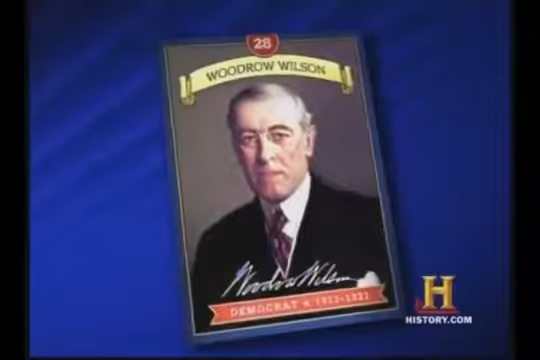 28
WOODROW WILSON
Woodrow Wilson
DEMOCRAT ★ 1913-1921
H
HISTORY.COM